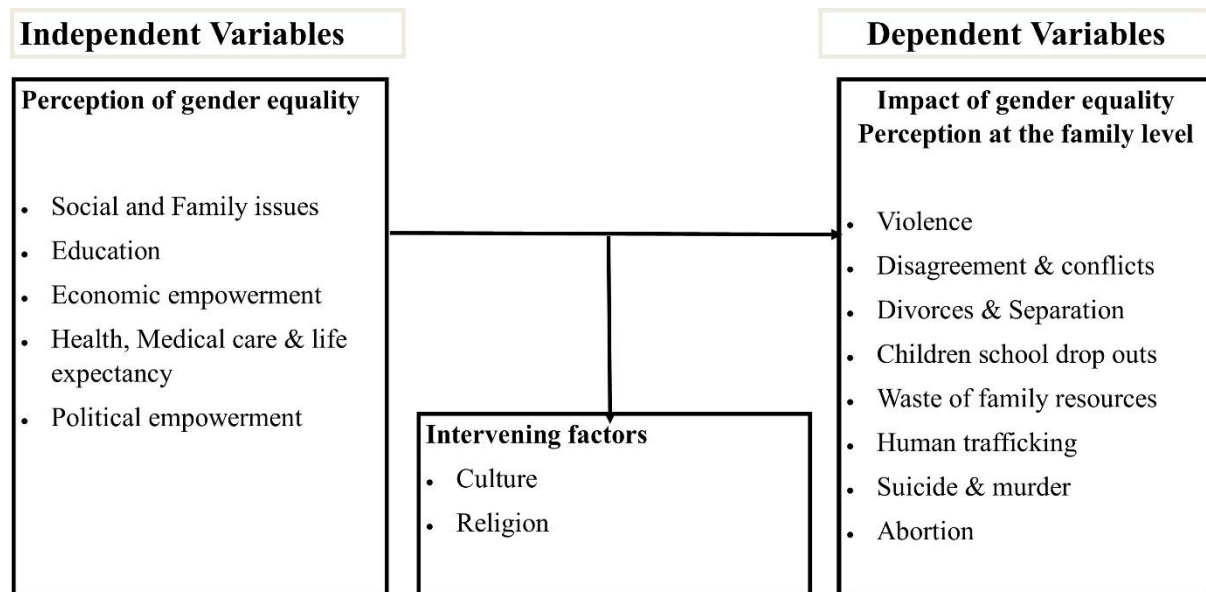 Independent Variables
Perception of gender equality
• Social and Family issues
• Education
• Economic empowerment
• Health, Medical care & life
expectancy
• Political empowerment
Intervening factors
• Culture
• Religion
Dependent Variables
Impact of gender equality
Perception at the family level
• Violence
• Disagreement & conflicts
• Divorces & Separation
• Children school drop outs
• Waste of family resources
• Human trafficking
• Suicide & murder
• Abortion